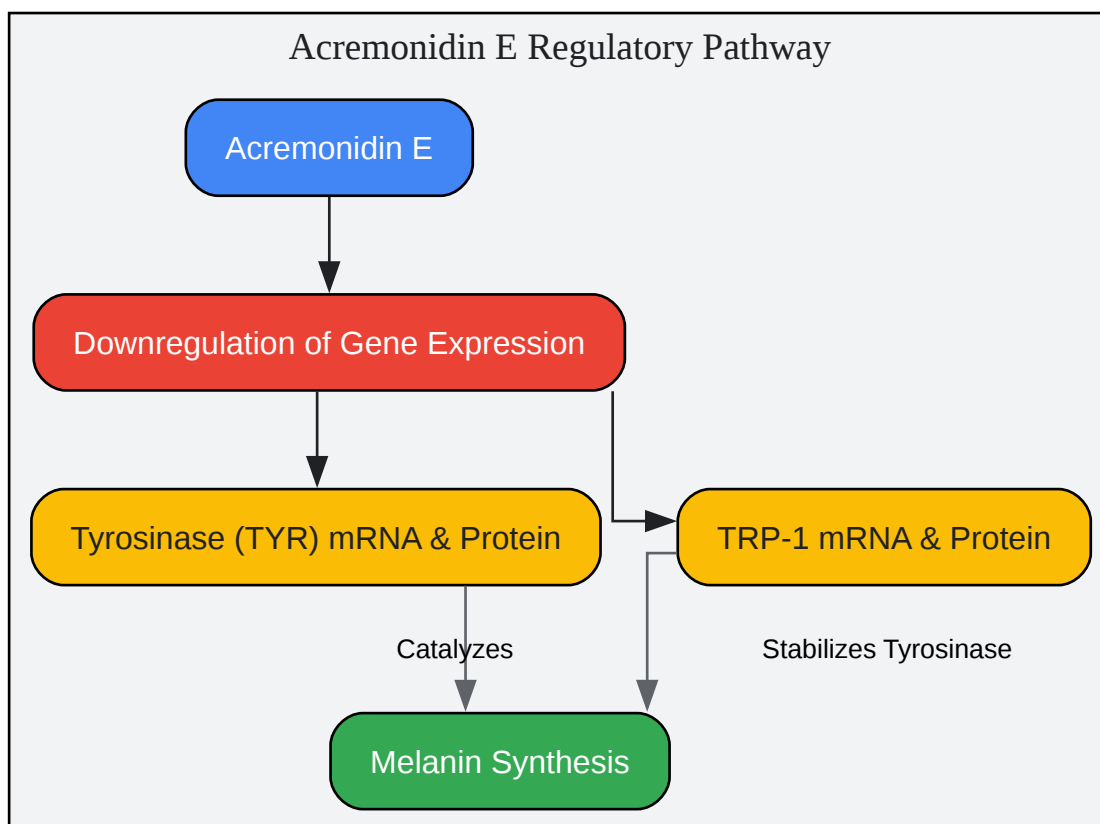 Acremonidin E Regulatory Pathway
Acremonidin E
Downregulation of Gene Expression
Tyrosinase (TYR) mRNA & Protein
TRP-1 mRNA & Protein
Catalyzes
Stabilizes Tyrosinase
Melanin Synthesis